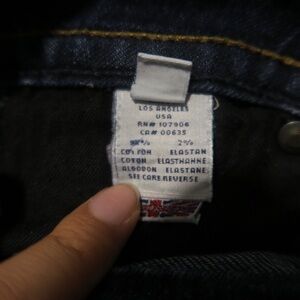 LOS ANGELES
USA
RN# 107906
CA# 00635
98% 2%
COTTON ELASTAN
COTON ELASTHANNE
ALGODON ELASTANE
SEE CARE REVERSE